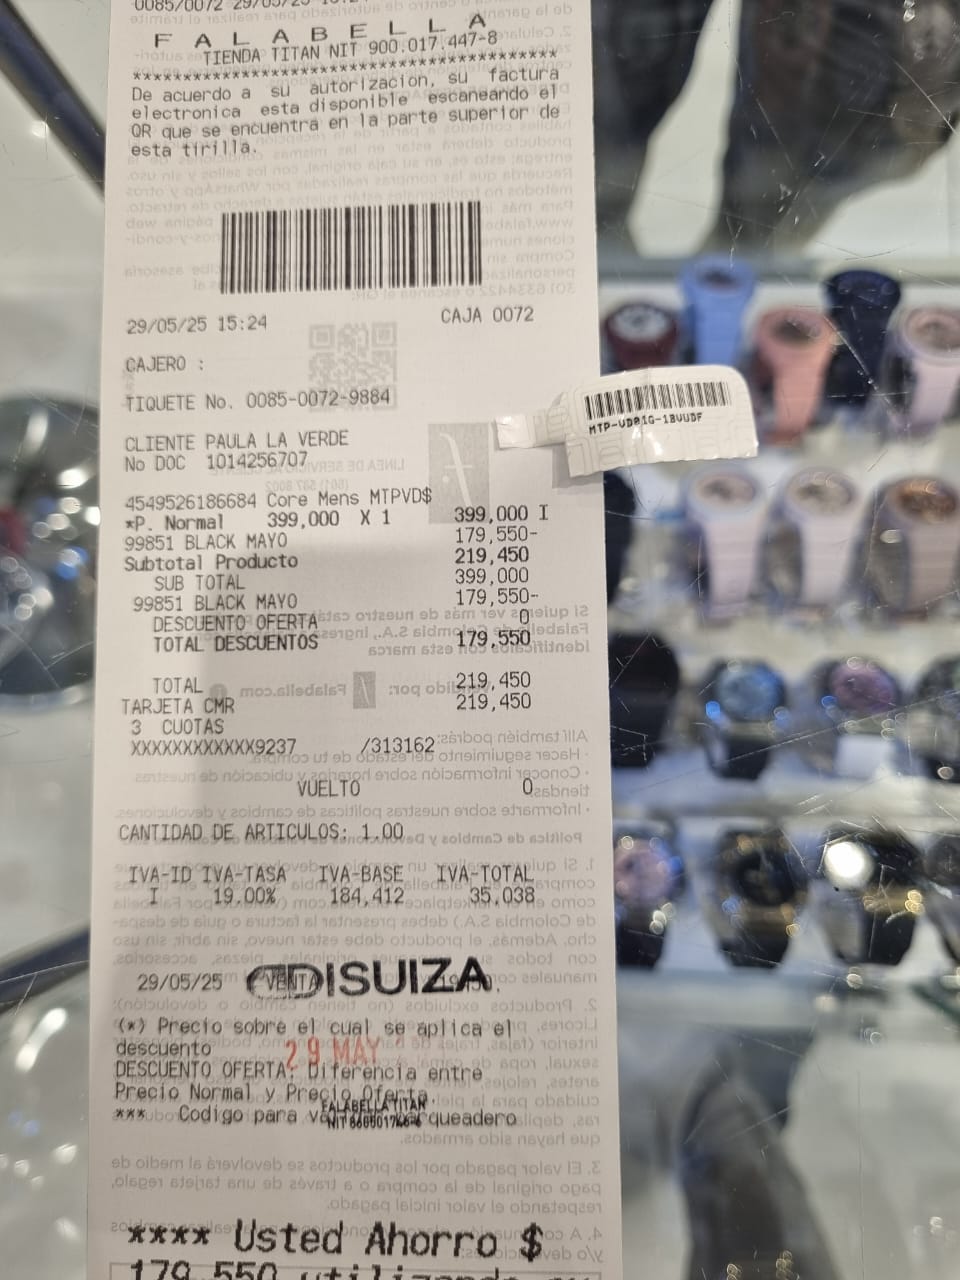 F A L A B E L L A
TIENDA TITAN NIT 900.017.447-8
**********************************************
De acuerdo a su autorizacion, su factura
electronica esta disponible escaneando el
QR que se encuentra en la parte superior de
esta tirilla.
29/05/25 15:24 CAJA 0072
CAJERO :
TIQUETE No. 0085-0072-9884
CLIENTE PAULA LA VERDE
No DOC 1014256707
4549526186684 Core Mens MTPVD$
*P. Normal 399,000 X 1 399,000 I
99851 BLACK MAYO 179,550-
Subtotal Producto 219,450
SUB TOTAL 399,000
99851 BLACK MAYO 179,550-
DESCUENTO OFERTA 0
TOTAL DESCUENTOS 179,550
TOTAL 219,450
TARJETA CMR 219,450
3 CUOTAS
XXXXXXXXXXXX9237 /313162
VUELTO 0
CANTIDAD DE ARTICULOS: 1.00
IVA-ID IVA-TASA IVA-BASE IVA-TOTAL
I 19.00% 184,412 35,038
29/05/25 VENTA
DISUIZA
(*) Precio sobre el cual se aplica el
descuento
29 MAY
DESCUENTO OFERTA: Diferencia entre
Precio Normal y Precio Oferta.
FALABELLA TITAN
*** Codigo para parqueadero
**** Usted Ahorro $
179,550 utilizando
MTP-VD01G-1BVUDF